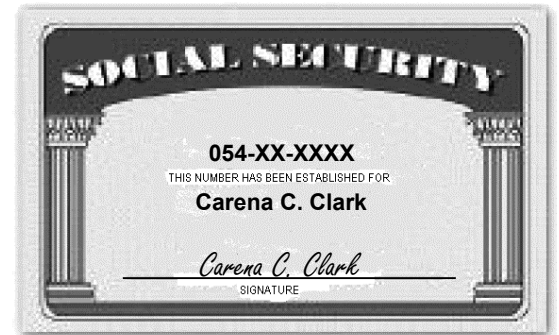 SOCIAL SECURITY
054-XX-XXXX
THIS NUMBER HAS BEEN ESTABLISHED FOR
Carena C. Clark
Carena C. Clark
SIGNATURE